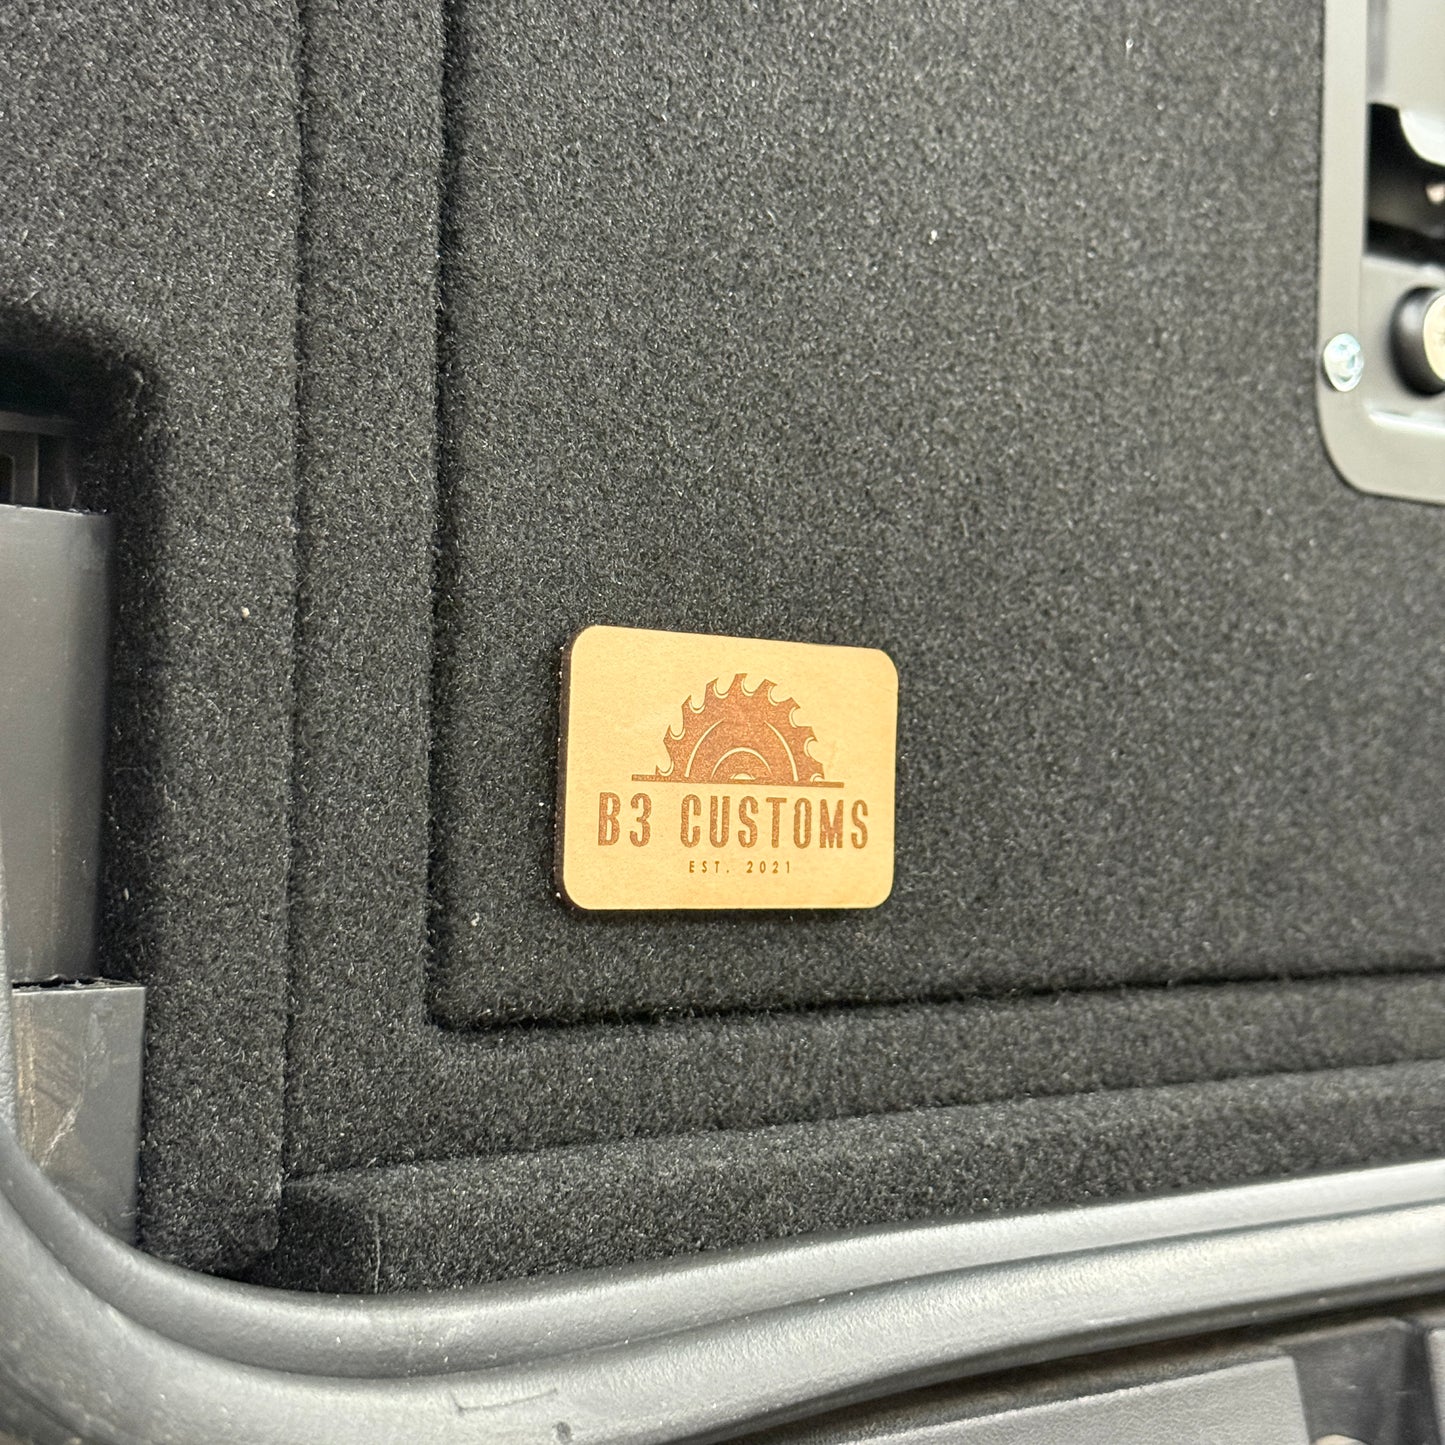 B3 CUSTOMS
EST. 2021